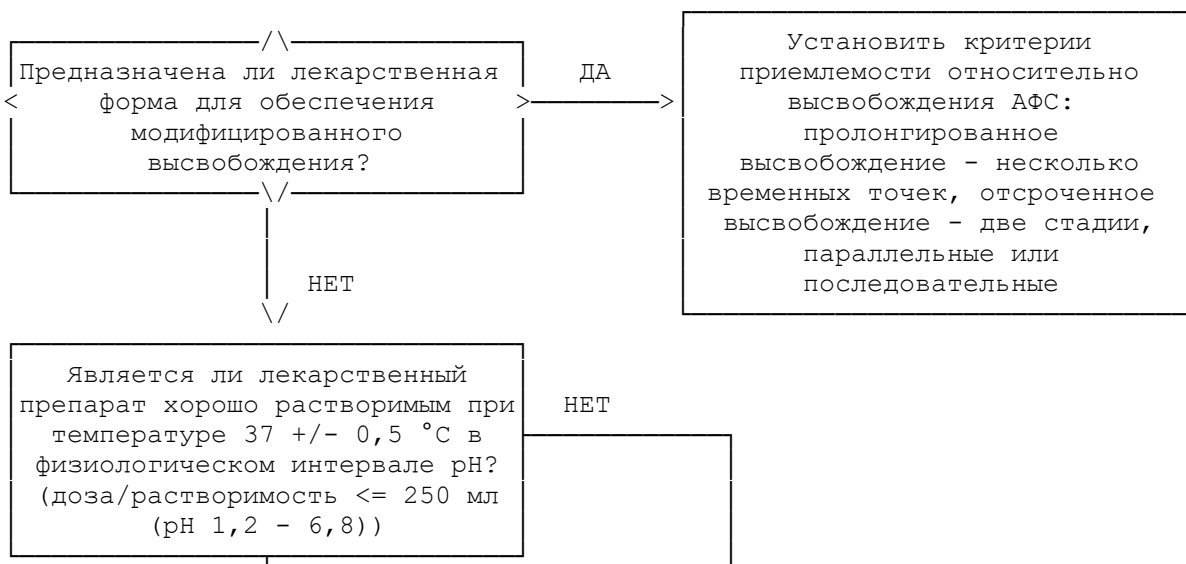 Предназначена ли лекарственная
форма для обеспечения
модифицированного
высвобождения?
ДА
Установить критерии
приемлемости относительно
высвобождения АФС:
пролонгированное
высвобождение - несколько
временных точек, отсроченное
высвобождение - две стадии,
параллельные или
последовательные
НЕТ
Является ли лекарственный
препарат хорошо растворимым при
температуре 37 +/- 0,5 °C в
физиологическом интервале pH?
(доза/растворимость <= 250 мл
(pH 1,2 - 6,8))
НЕТ